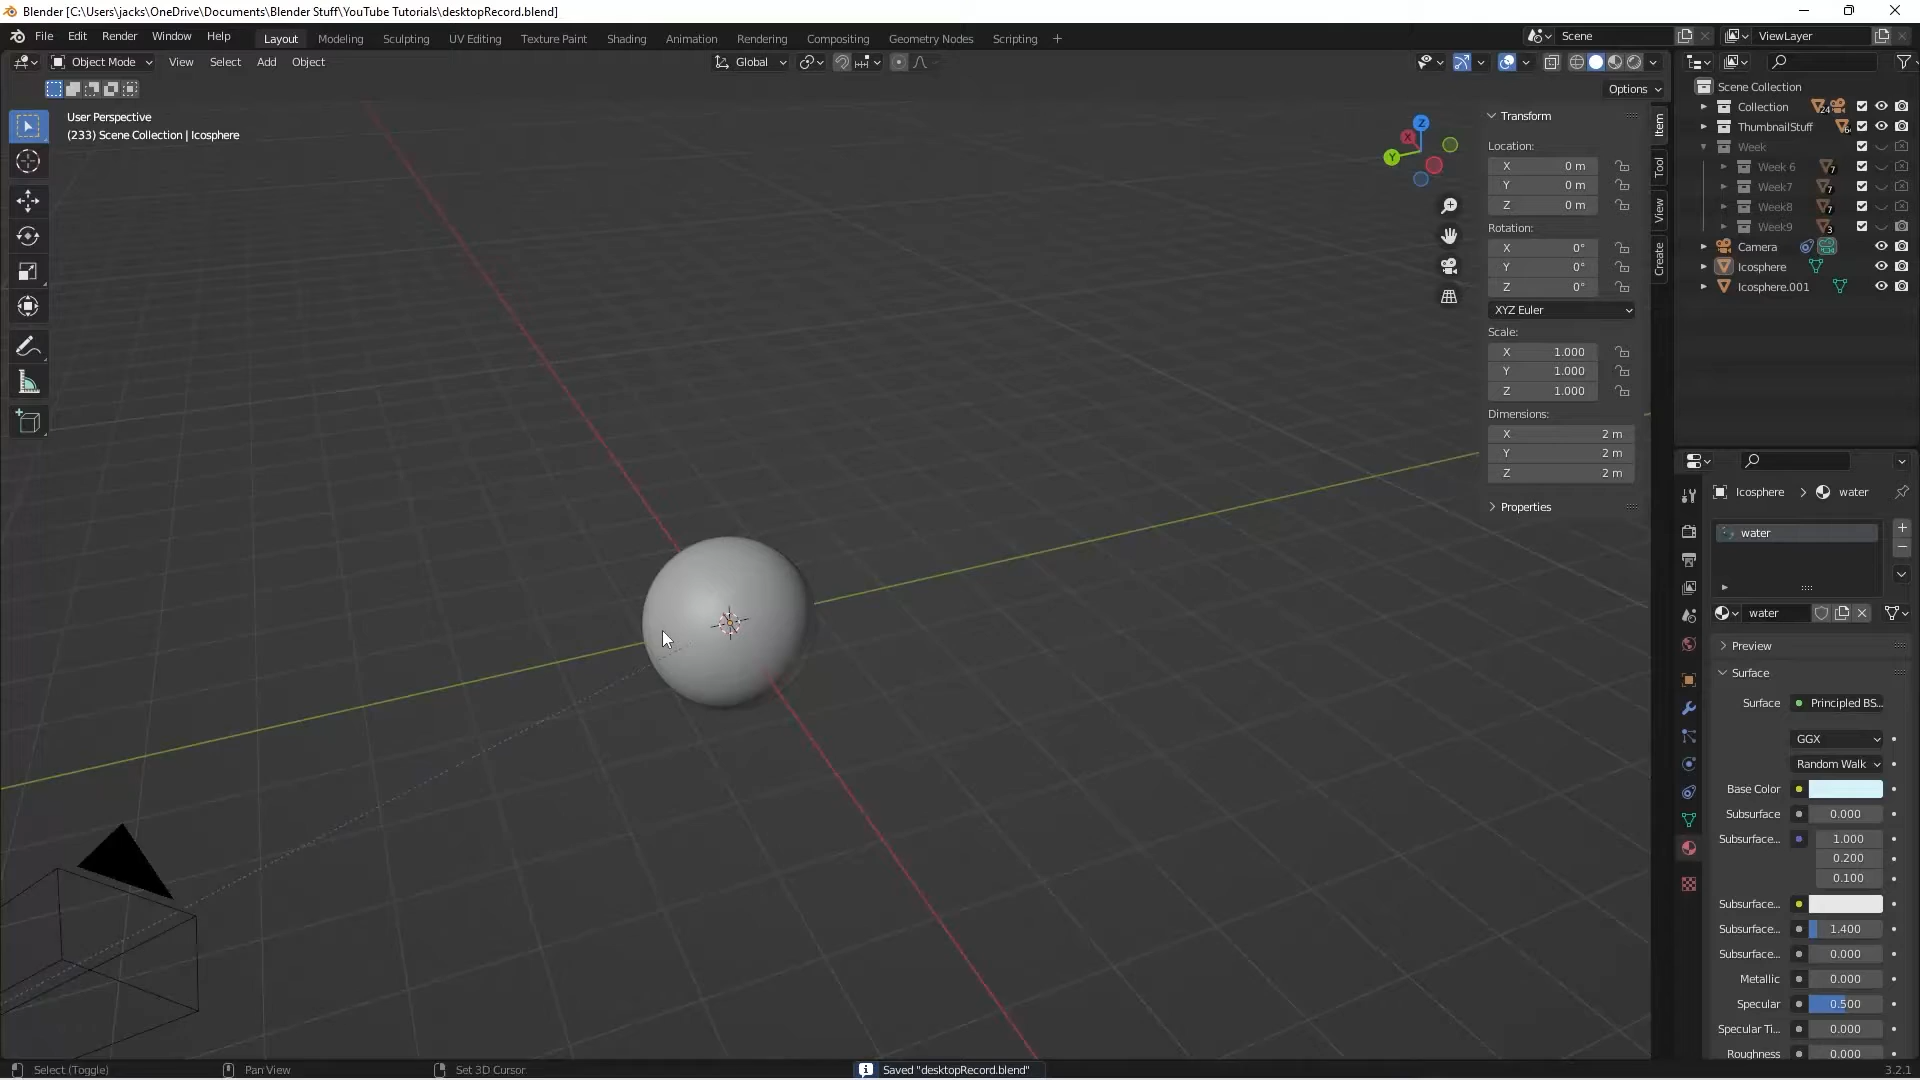 Blender [C:\Users\jacks\OneDrive\Documents\Blender Stuff\YouTube Tutorials\desktopRecord.blend]
File Edit Render Window Help Layout Modeling Sculpting UV Editing Texture Paint Shading Animation Rendering Compositing Geometry Nodes Scripting + Scene ViewLayer
Object Mode View Select Add Object Global
Options
User Perspective
(233) Scene Collection | Icosphere
Z
X
Y
Transform
Location:
X 0 m
Y 0 m
Z 0 m
Rotation:
X 0°
Y 0°
Z 0°
XYZ Euler
Scale:
X 1.000
Y 1.000
Z 1.000
Dimensions:
X 2 m
Y 2 m
Z 2 m
Properties
Item
Tool
View
Create
Scene Collection
Collection 24
ThumbnailStuff
Week
Week 6 7
Week7 7
Week8 7
Week9 3
Camera
Icosphere
Icosphere.001
Icosphere water
water
water
Preview
Surface
Surface Principled BS...
GGX
Random Walk
Base Color
Subsurface 0.000
Subsurface... 1.000
0.200
0.100
Subsurface...
Subsurface... 1.400
Subsurface... 0.000
Metallic 0.000
Specular 0.500
Specular Ti... 0.000
Roughness 0.000
Select (Toggle) Pan View Set 3D Cursor Saved "desktopRecord.blend" 3.2.1